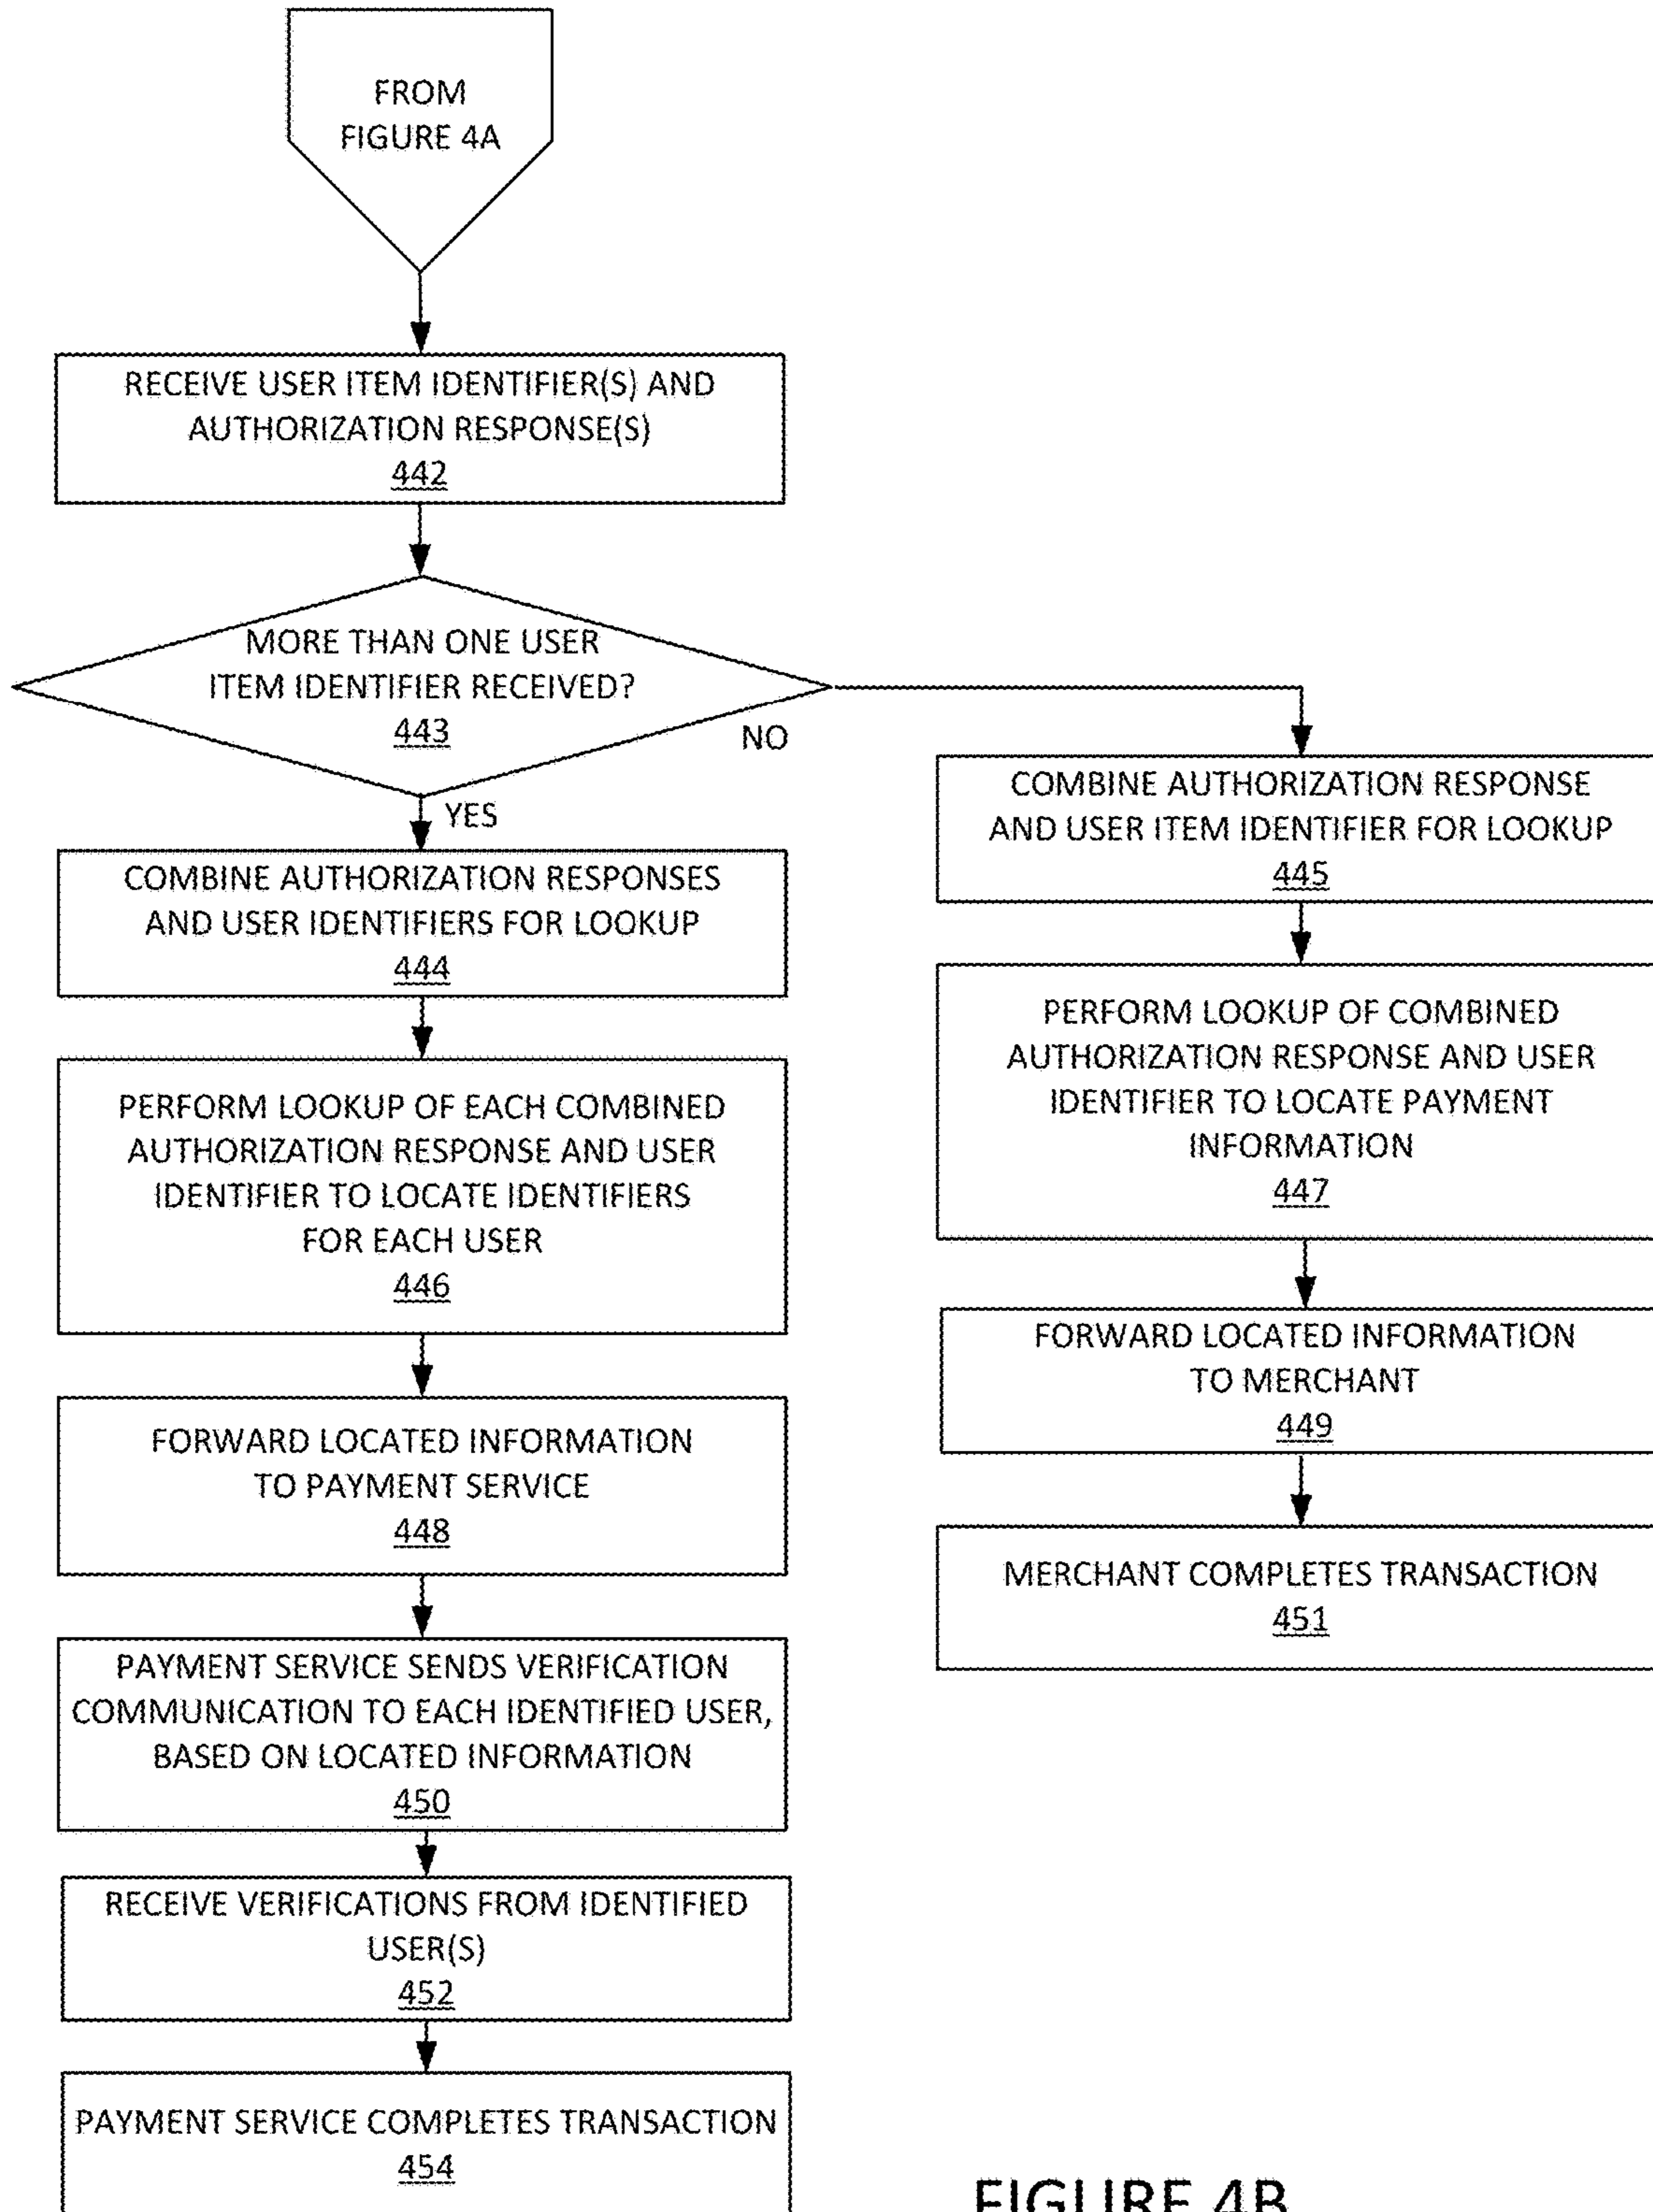 FROM
FIGURE 4A
RECEIVE USER ITEM IDENTIFIER(S) AND
AUTHORIZATION RESPONSE(S)
442
MORE THAN ONE USER
ITEM IDENTIFIER RECEIVED?
443
NO
YES
COMBINE AUTHORIZATION RESPONSES
AND USER IDENTIFIERS FOR LOOKUP
444
PERFORM LOOKUP OF EACH COMBINED
AUTHORIZATION RESPONSE AND USER
IDENTIFIER TO LOCATE IDENTIFIERS
FOR EACH USER
446
FORWARD LOCATED INFORMATION
TO PAYMENT SERVICE
448
PAYMENT SERVICE SENDS VERIFICATION
COMMUNICATION TO EACH IDENTIFIED USER,
BASED ON LOCATED INFORMATION
450
RECEIVE VERIFICATIONS FROM IDENTIFIED
USER(S)
452
PAYMENT SERVICE COMPLETES TRANSACTION
454
COMBINE AUTHORIZATION RESPONSE
AND USER ITEM IDENTIFIER FOR LOOKUP
445
PERFORM LOOKUP OF COMBINED
AUTHORIZATION RESPONSE AND USER
IDENTIFIER TO LOCATE PAYMENT
INFORMATION
447
FORWARD LOCATED INFORMATION
TO MERCHANT
449
MERCHANT COMPLETES TRANSACTION
451
FIGURE 4B